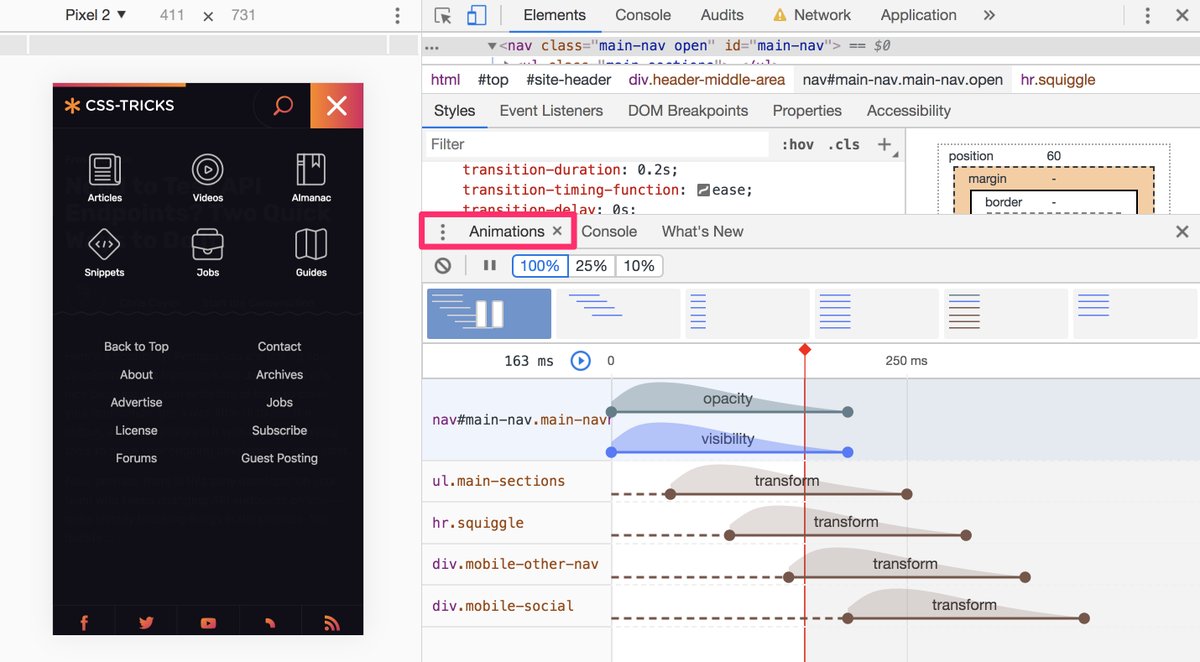 Pixel 2 ▼ 411 × 731
Elements Console Audits Network Application »
... ▼<nav class="main-nav open" id="main-nav"> == $0
html #top #site-header div.header-middle-area nav#main-nav.main-nav.open hr.squiggle
Styles Event Listeners DOM Breakpoints Properties Accessibility
Filter :hov .cls +
transition-duration: 0.2s;
transition-timing-function: ease;
transition-delay: 0s;
position 60
margin -
border -
Animations × Console What's New
100% 25% 10%
163 ms 0 250 ms
nav#main-nav.main-nav
opacity
visibility
ul.main-sections transform
hr.squiggle transform
div.mobile-other-nav transform
div.mobile-social transform
CSS-TRICKS
Articles Videos Almanac
Snippets Jobs Guides
Back to Top Contact
About Archives
Advertise Jobs
License Subscribe
Forums Guest Posting